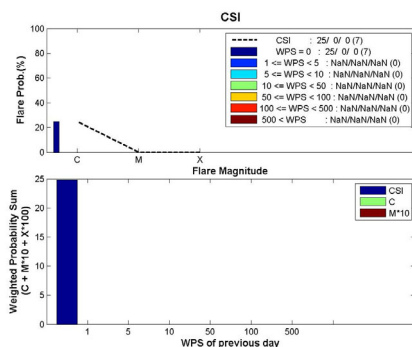 CSI
100
80
60
40
20
0
Flare Prob.(%)
C M X
Flare Magnitude
CSI : 25/ 0/ 0 (7)
WPS = 0 : 25/ 0/ 0 (7)
1 <= WPS < 5 : NaN/NaN/NaN (0)
5 <= WPS < 10 : NaN/NaN/NaN (0)
10 <= WPS < 50 : NaN/NaN/NaN (0)
50 <= WPS < 100 : NaN/NaN/NaN (0)
100 <= WPS < 500 : NaN/NaN/NaN (0)
500 < WPS : NaN/NaN/NaN (0)
25
20
15
10
5
0
Weighted Probability Sum
(C + M*10 + X*100)
1 5 10 50 100 500
WPS of previous day
CSI
C
M*10